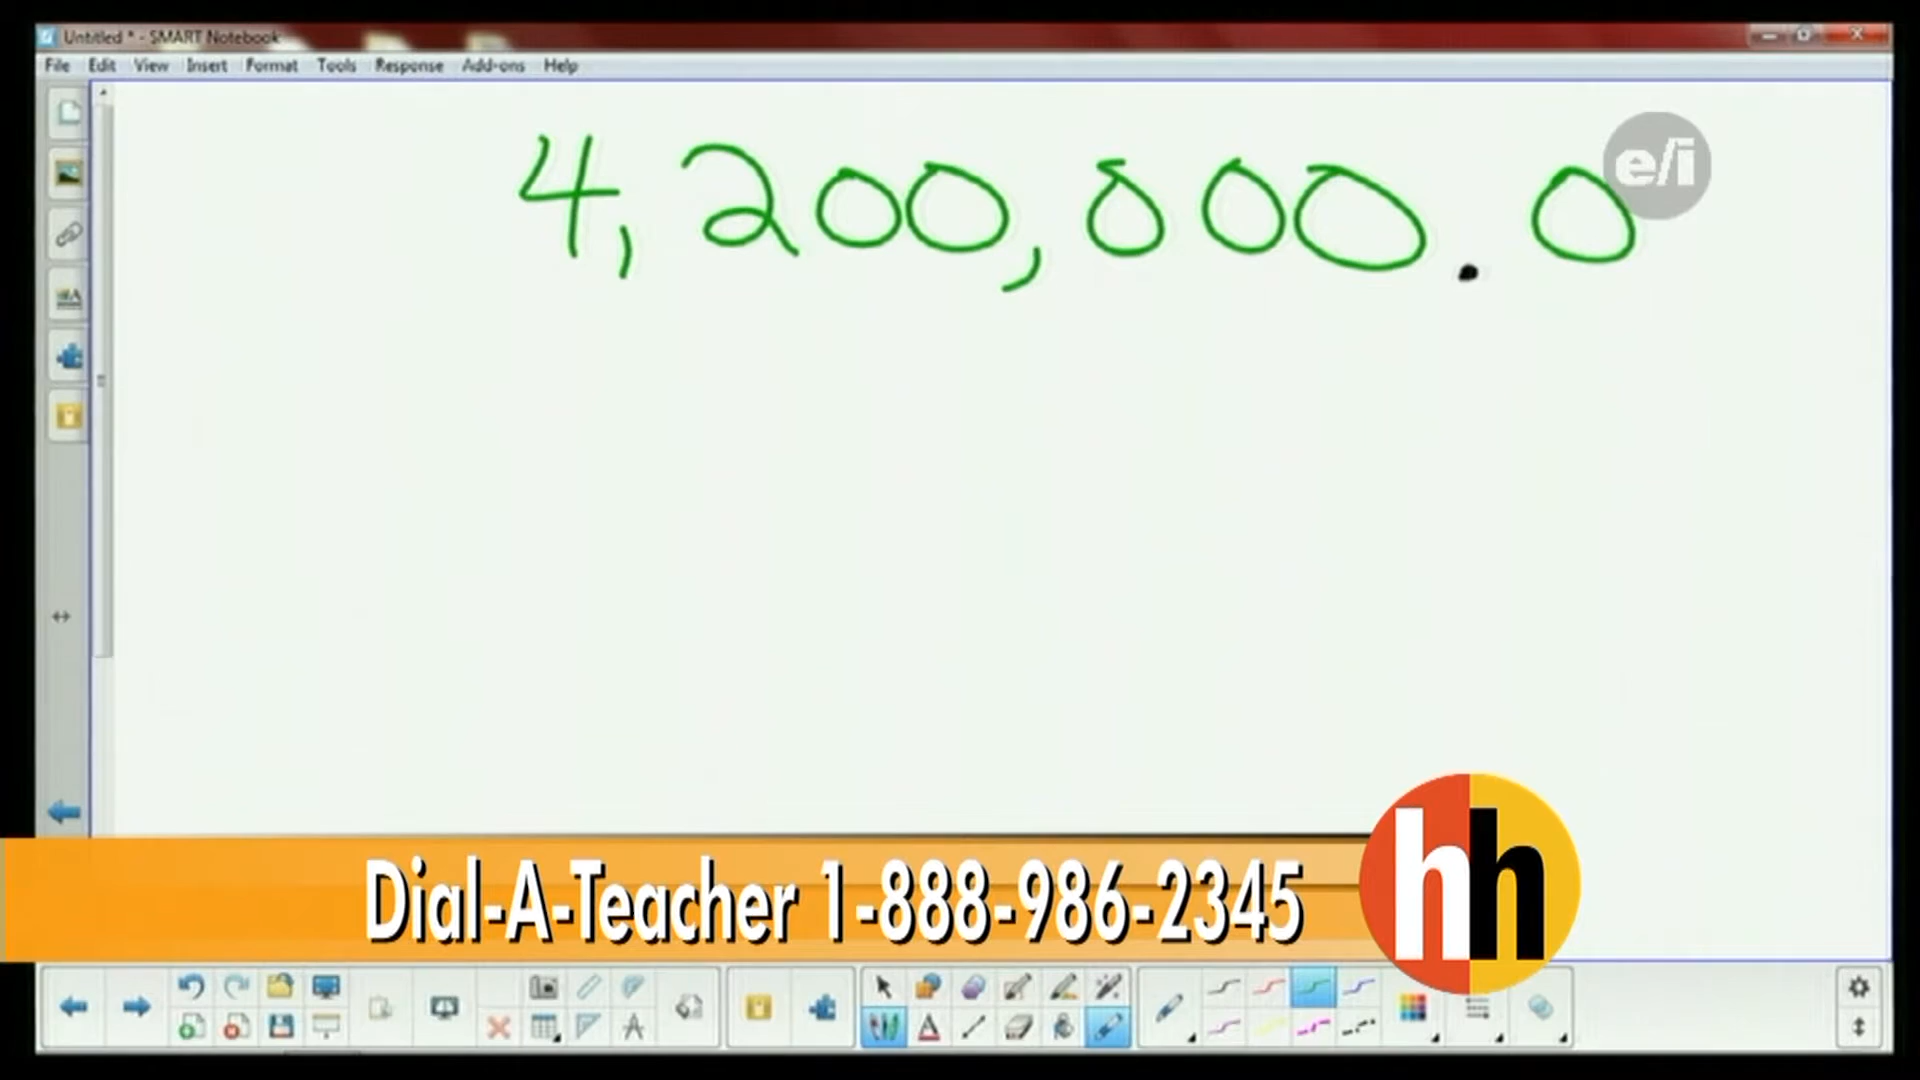 Untitled * - SMART Notebook
File Edit View Insert Format Tools Response Add-ons Help
4,200,000.0
e/i
Dial-A-Teacher 1-888-986-2345
hh